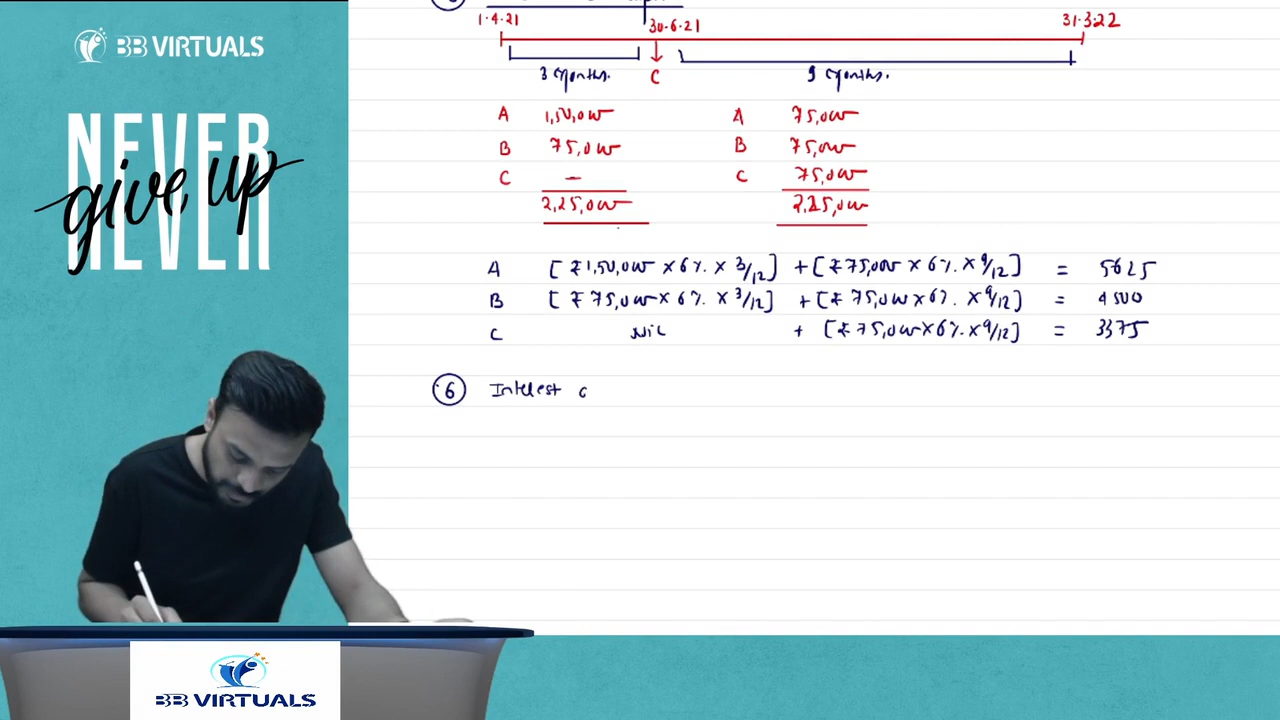 BB VIRTUALS
NEVER
give up
NEVER
1.4.21 30.6.21 31.3.22
3 months. C 9 months.
A 1,50,000 A 75,000
B 75,000 B 75,000
C - C 75,000
2,25,000 2,25,000
A [₹1,50,000 × 6%. × 3/12] + [₹75,000 × 6%. × 9/12] = 5625
B [₹75,000 × 6%. × 3/12] + [₹75,000 × 6%. × 9/12] = 4500
C Nil + [₹75,000 × 6%. × 9/12] = 3375
6 Interest
BB VIRTUALS